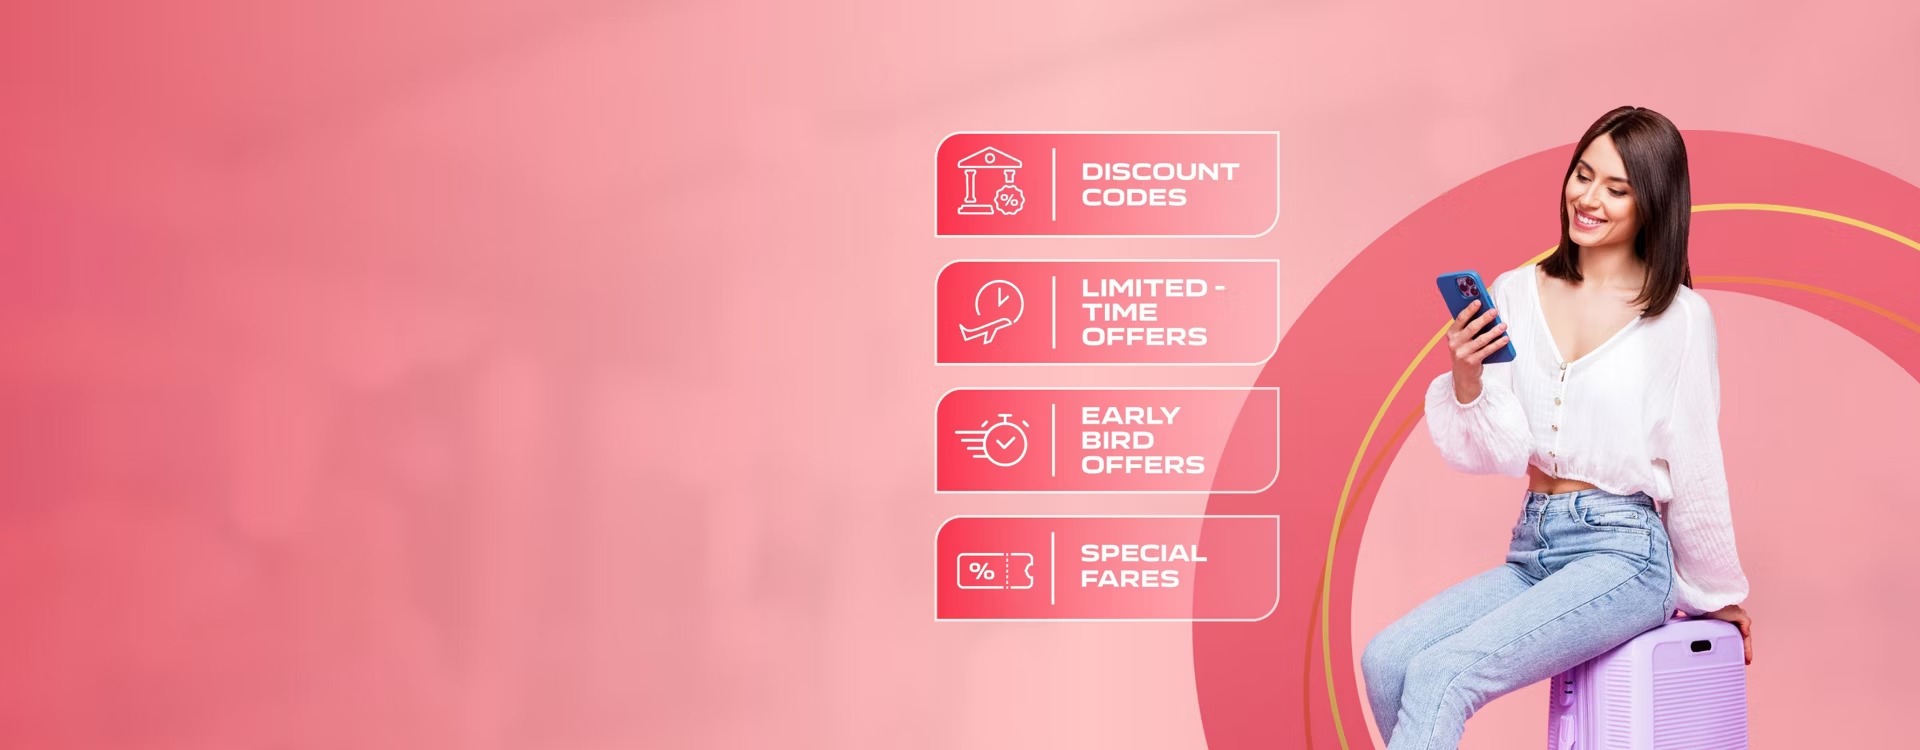 DISCOUNT
CODES
LIMITED -
TIME
OFFERS
EARLY
BIRD
OFFERS
SPECIAL
FARES